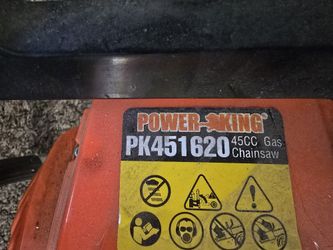 POWER-KING
PK451620 45CC Gas
Chainsaw